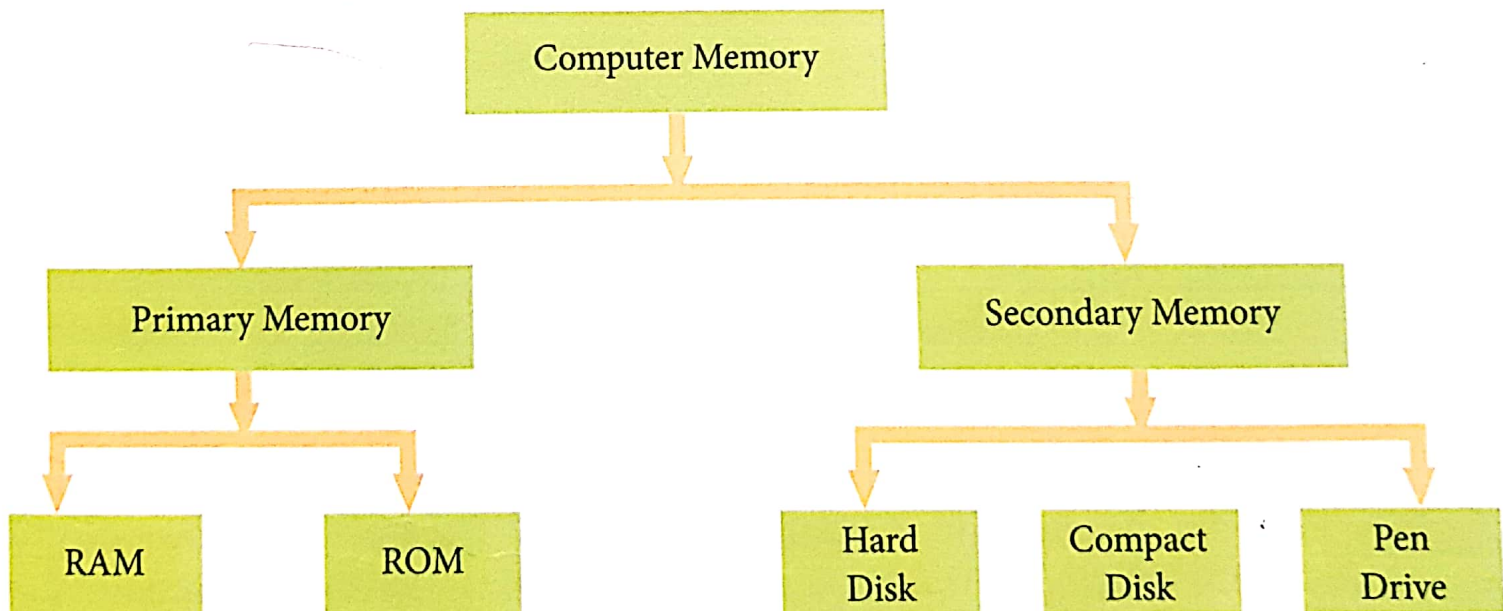 Computer Memory
Primary Memory
Secondary Memory
RAM
ROM
Hard
Disk
Compact
Disk
Pen
Drive